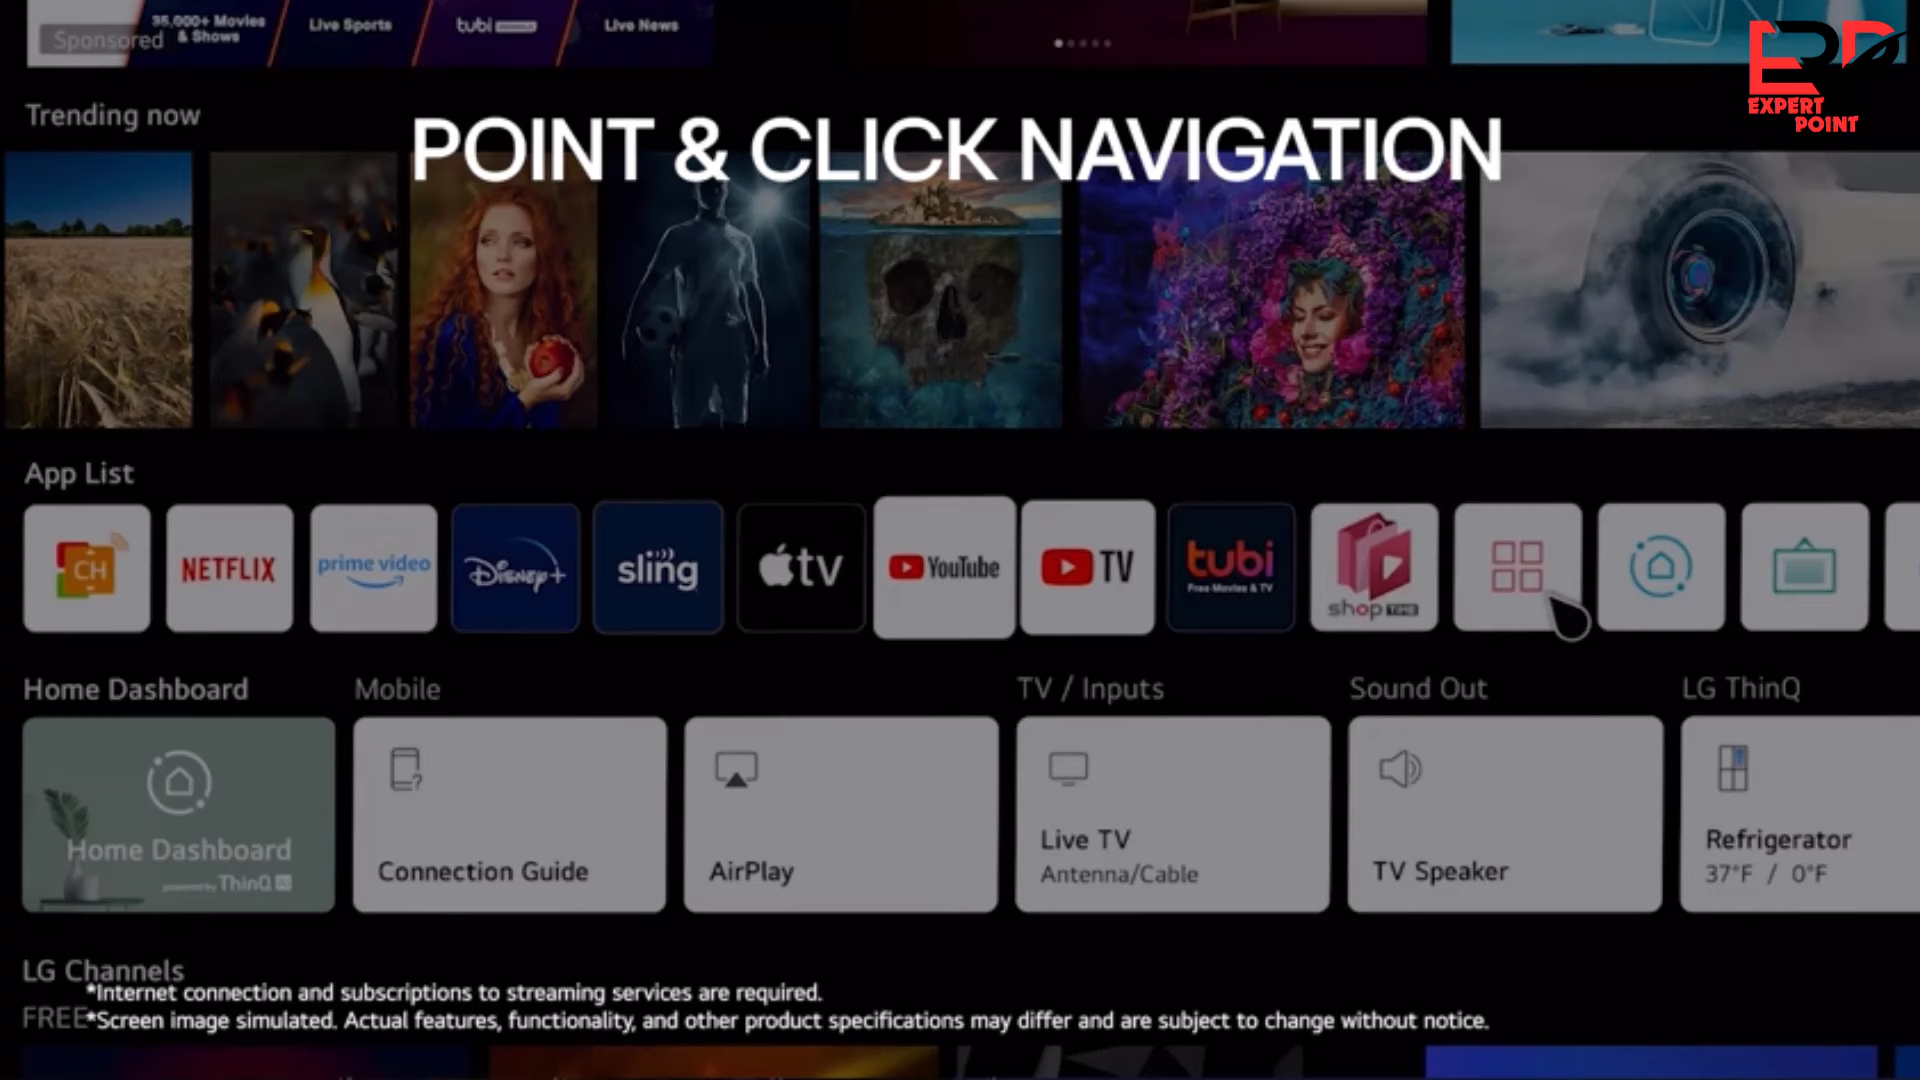 35,000+ Movies
& Shows
Live Sports
tubi
Live News
Sponsored
EXPERT
POINT
Trending now
POINT & CLICK NAVIGATION
App List
CH
NETFLIX
prime video
Disney+
sling
tv
YouTube
TV
tubi
Free Movies & TV
shop TIME
Home Dashboard
Mobile
TV / Inputs
Sound Out
LG ThinQ
Home Dashboard
powered by ThinQ AI
Connection Guide
AirPlay
Live TV
Antenna/Cable
TV Speaker
Refrigerator
37°F / 0°F
LG Channels
*Internet connection and subscriptions to streaming services are required.
FREE
*Screen image simulated. Actual features, functionality, and other product specifications may differ and are subject to change without notice.